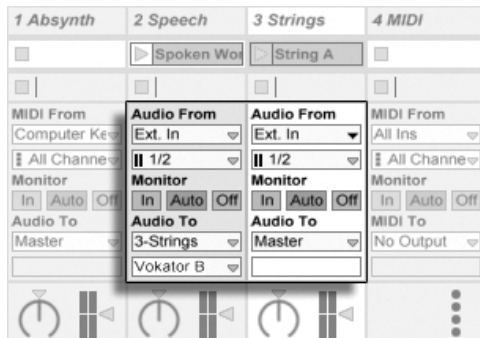 1 Absynth 2 Speech 3 Strings 4 MIDI
Spoken Wor String A
MIDI From Audio From Audio From MIDI From
Computer Ke Ext. In Ext. In All Ins
All Channe 1/2 1/2 All Channe
Monitor Monitor Monitor Monitor
In Auto Off In Auto Off In Auto Off In Auto Off
Audio To Audio To Audio To MIDI To
Master 3-Strings Master No Output
Vokator B